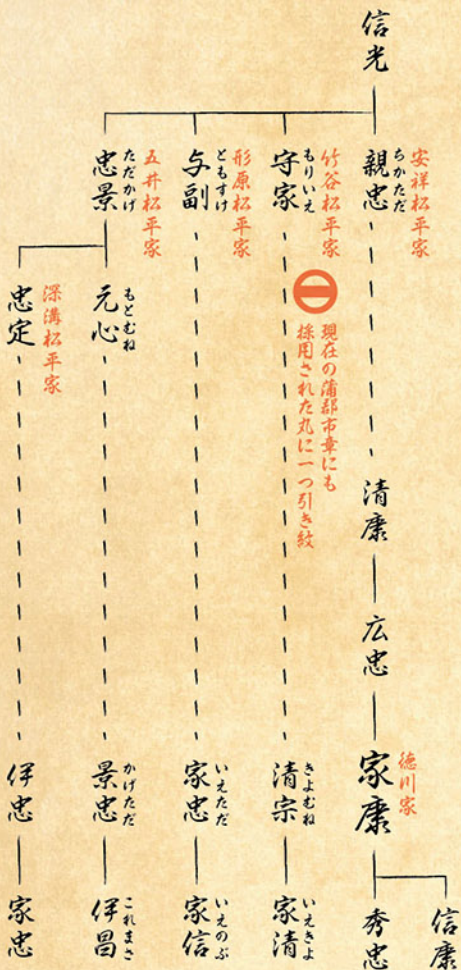 信光
安祥松平家
親忠
ちかただ
清康
広忠
徳川家
家康
信康
秀忠
竹谷松平家
守家
もりいえ
現在の蒲郡市章にも
採用された丸に一つ引き紋
清宗
きよむね
家清
いえきよ
形原松平家
与副
ともすけ
家忠
いえただ
家信
いえのぶ
五井松平家
忠景
ただかげ
元心
もとむね
景忠
かげただ
伊昌
これまさ
深溝松平家
忠定
伊忠
家忠